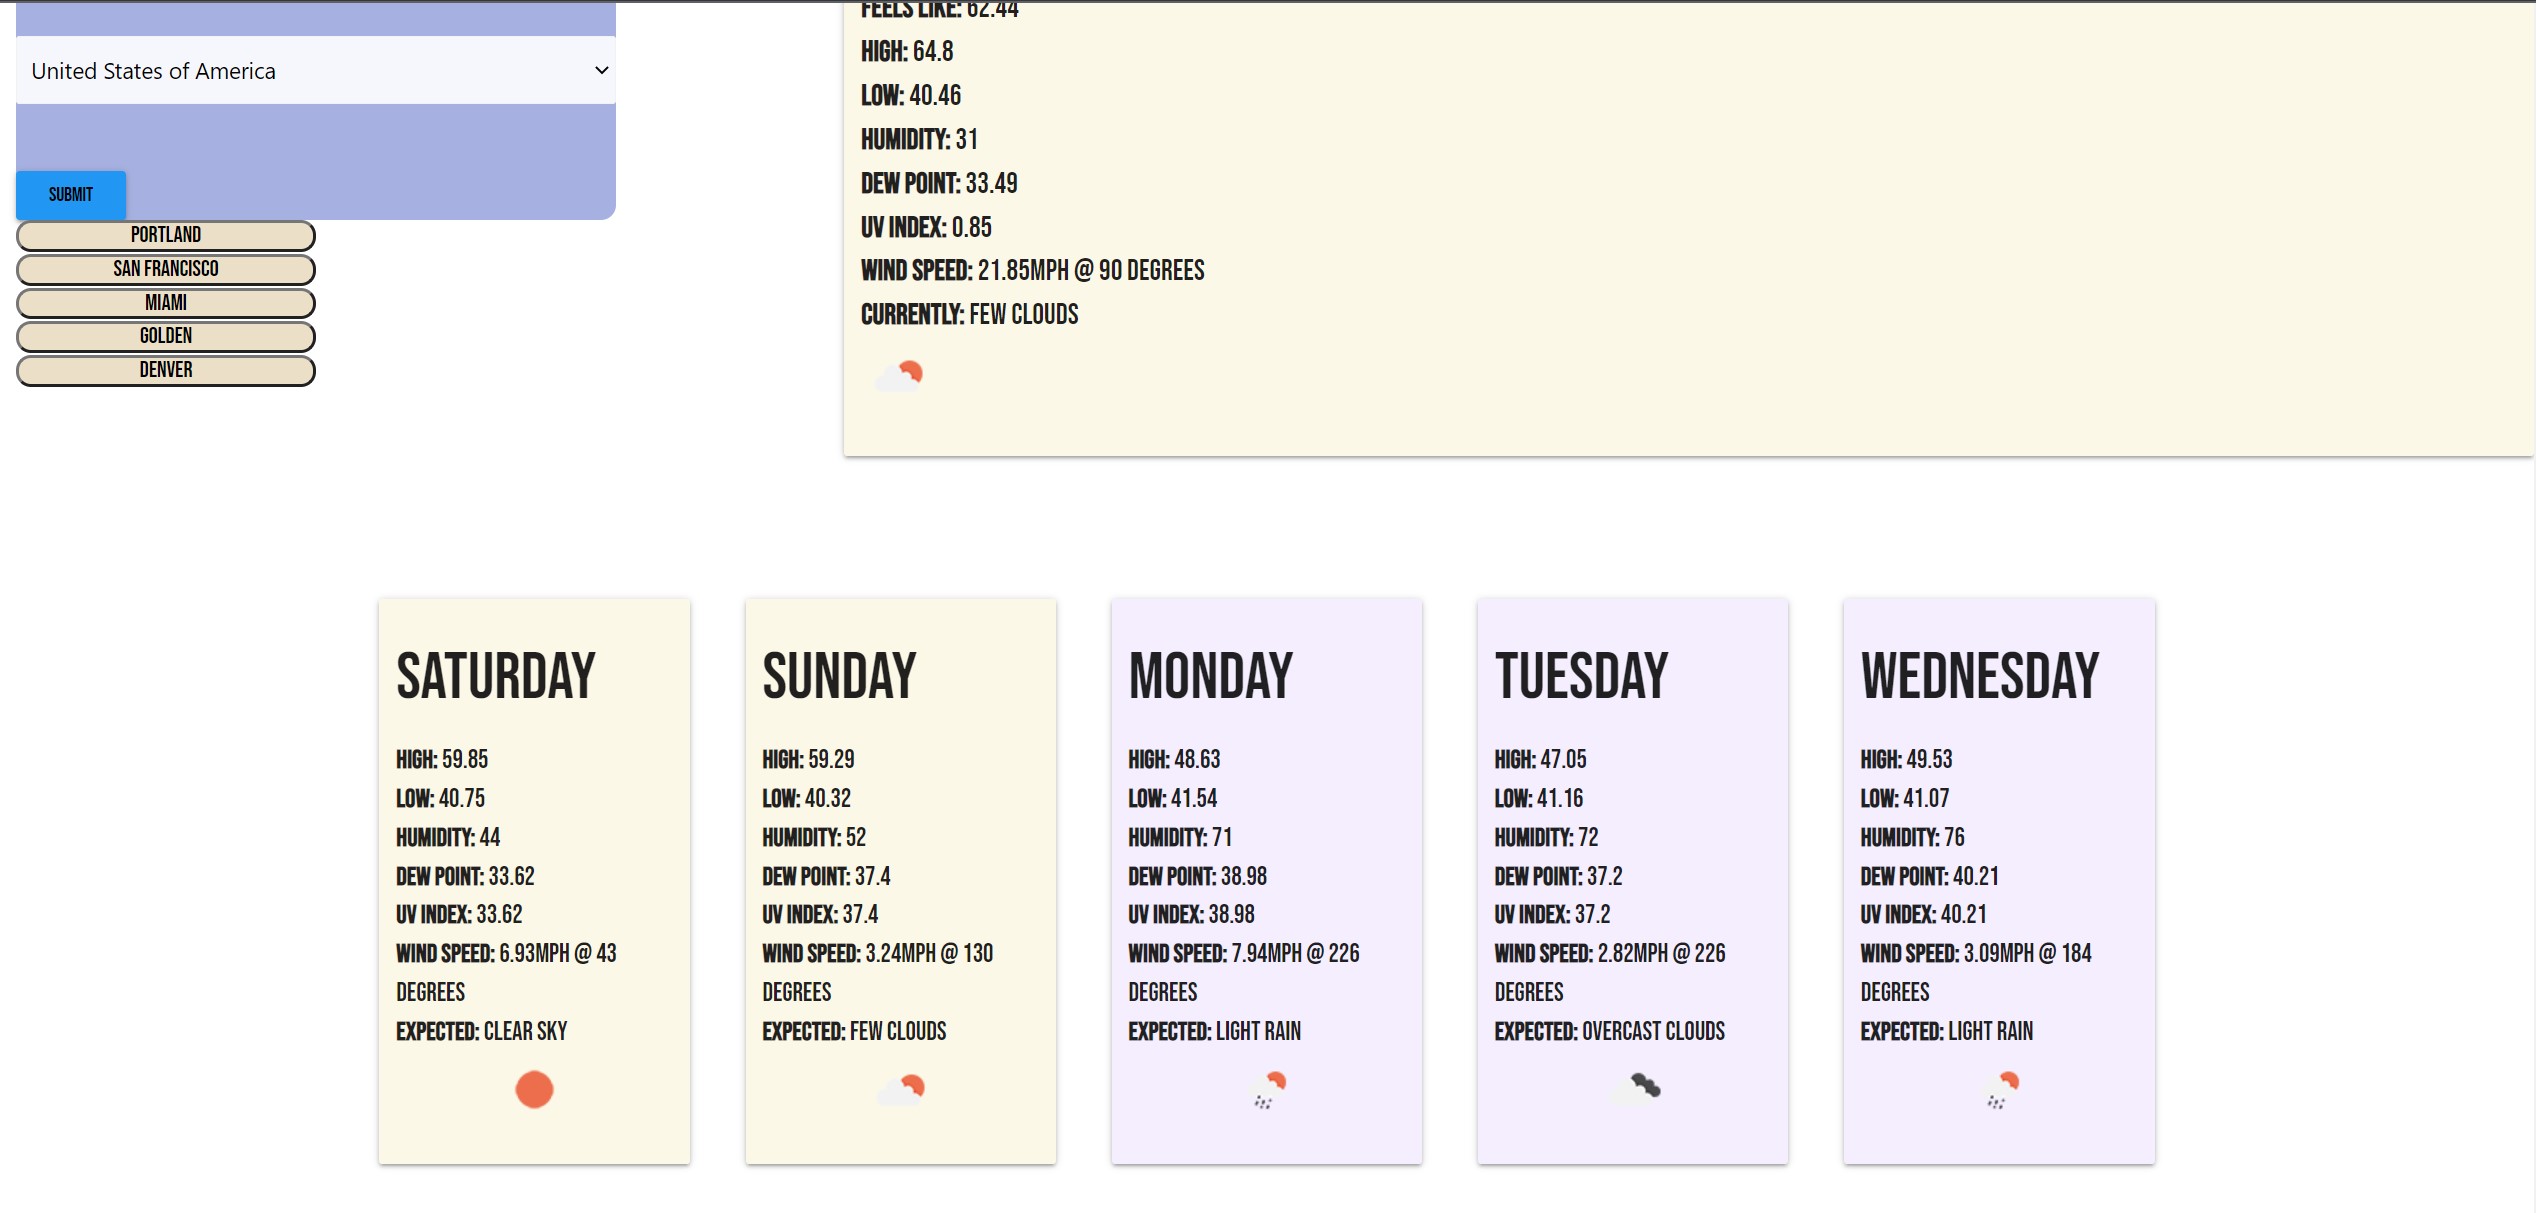 United States of America
SUBMIT
PORTLAND
SAN FRANCISCO
MIAMI
GOLDEN
DENVER
FEELS LIKE: 62.44
HIGH: 64.8
LOW: 40.46
HUMIDITY: 31
DEW POINT: 33.49
UV INDEX: 0.85
WIND SPEED: 21.85MPH @ 90 DEGREES
CURRENTLY: FEW CLOUDS
SATURDAY
HIGH: 59.85
LOW: 40.75
HUMIDITY: 44
DEW POINT: 33.62
UV INDEX: 33.62
WIND SPEED: 6.93MPH @ 43
DEGREES
EXPECTED: CLEAR SKY
SUNDAY
HIGH: 59.29
LOW: 40.32
HUMIDITY: 52
DEW POINT: 37.4
UV INDEX: 37.4
WIND SPEED: 3.24MPH @ 130
DEGREES
EXPECTED: FEW CLOUDS
MONDAY
HIGH: 48.63
LOW: 41.54
HUMIDITY: 71
DEW POINT: 38.98
UV INDEX: 38.98
WIND SPEED: 7.94MPH @ 226
DEGREES
EXPECTED: LIGHT RAIN
TUESDAY
HIGH: 47.05
LOW: 41.16
HUMIDITY: 72
DEW POINT: 37.2
UV INDEX: 37.2
WIND SPEED: 2.82MPH @ 226
DEGREES
EXPECTED: OVERCAST CLOUDS
WEDNESDAY
HIGH: 49.53
LOW: 41.07
HUMIDITY: 76
DEW POINT: 40.21
UV INDEX: 40.21
WIND SPEED: 3.09MPH @ 184
DEGREES
EXPECTED: LIGHT RAIN